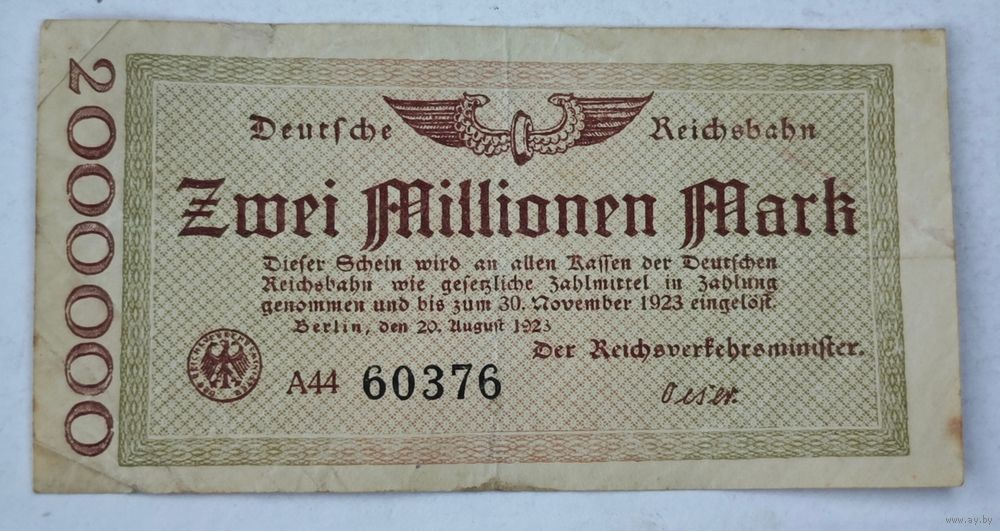 2000000
Deutsche Reichsbahn
Zwei Millionen Mark
Dieser Schein wird an allen Kassen der Deutschen
Reichsbahn wie gesetzliche Zahlmittel in Zahlung
genommen und bis zum 30. November 1923 eingelöst.
Berlin, den 20. August 1923
Der Reichsverkehrsminister.
A44 60376
Oeser.
www.ay.by